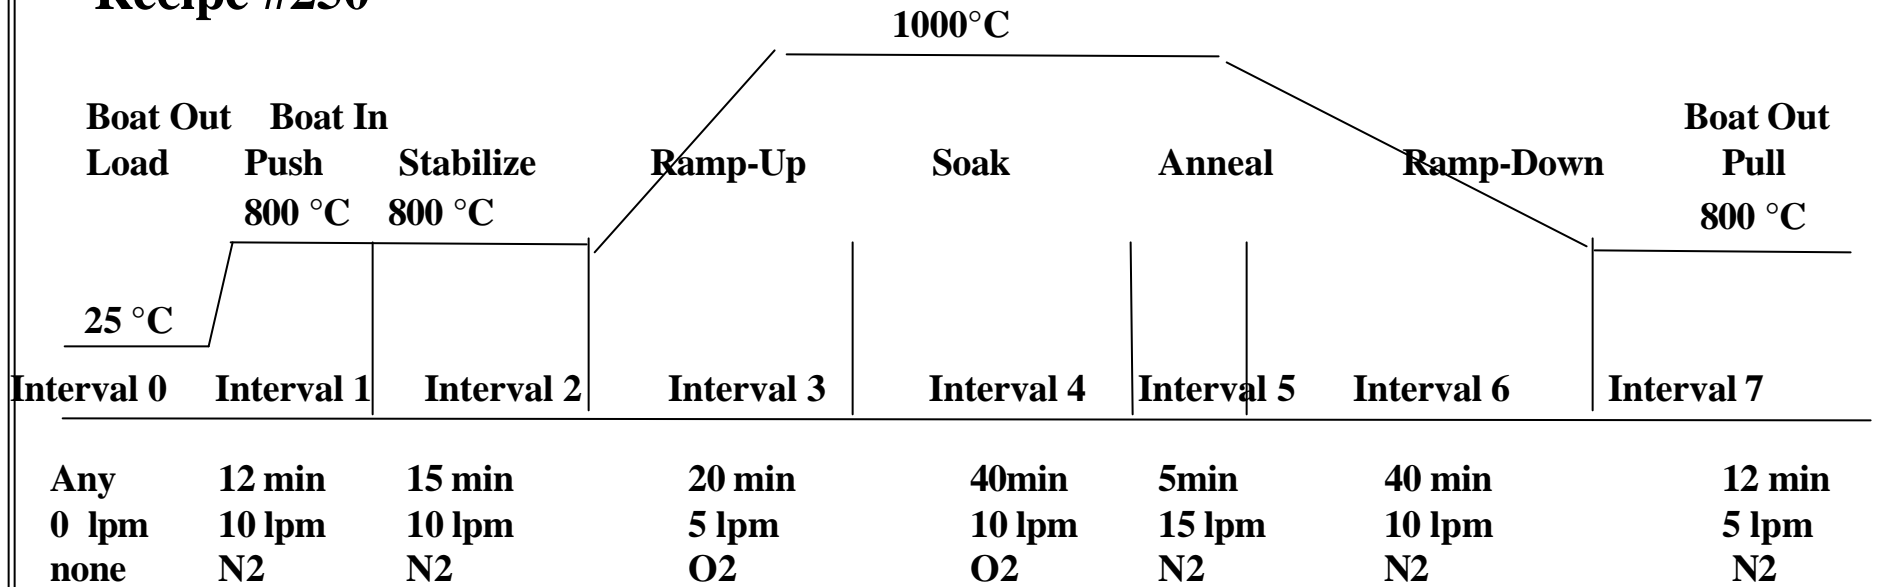 Recipe #250
1000°C
Boat Out Boat In Boat Out
Load Push Stabilize Ramp-Up Soak Anneal Ramp-Down Pull
800 °C 800 °C 800 °C
25 °C
Interval 0 Interval 1 Interval 2 Interval 3 Interval 4 Interval 5 Interval 6 Interval 7
Any 12 min 15 min 20 min 40min 5min 40 min 12 min
0 lpm 10 lpm 10 lpm 5 lpm 10 lpm 15 lpm 10 lpm 5 lpm
none N2 N2 O2 O2 N2 N2 N2